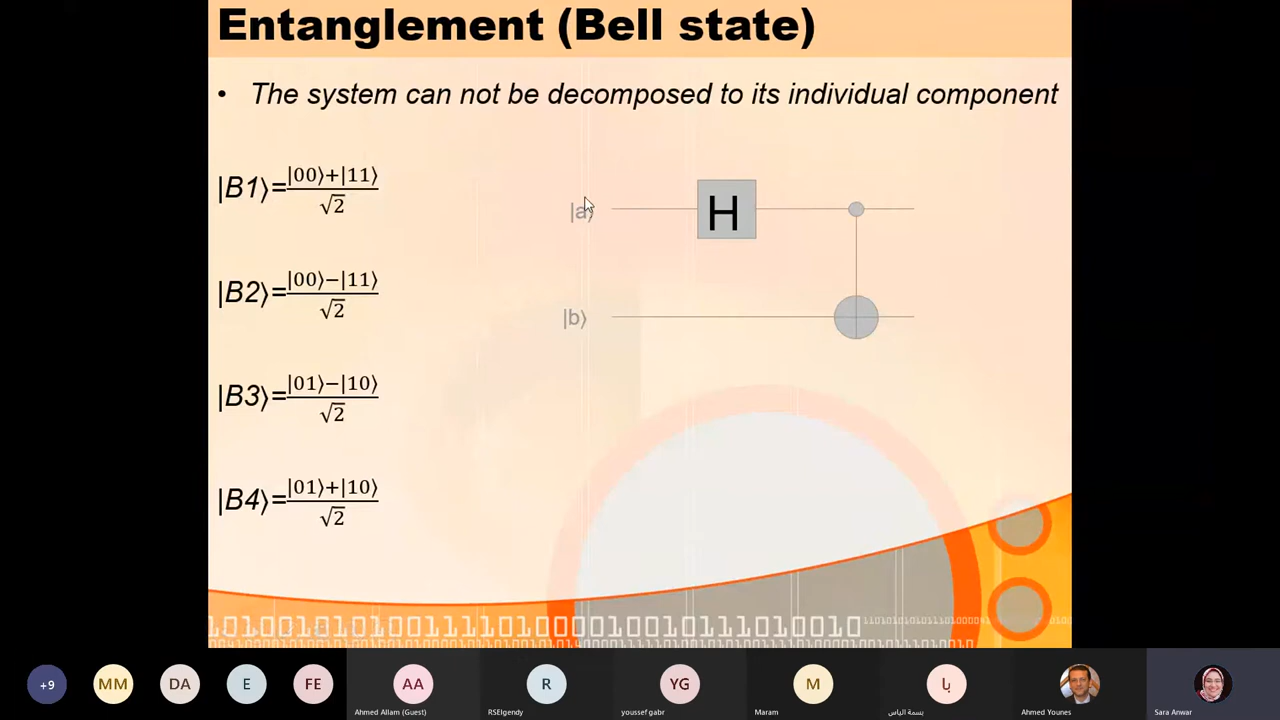 Entanglement (Bell state)
• The system can not be decomposed to its individual component
|B1⟩=|00⟩+|11⟩/√2
|a⟩
H
|B2⟩=|00⟩−|11⟩/√2
|b⟩
|B3⟩=|01⟩−|10⟩/√2
|B4⟩=|01⟩+|10⟩/√2
+9
MM
DA
E
FE
AA
R
YG
M
با
Ahmed Allam (Guest)
RSElgendy
youssef gabr
Maram
بسمة الياس
Ahmed Younes
Sara Anwar